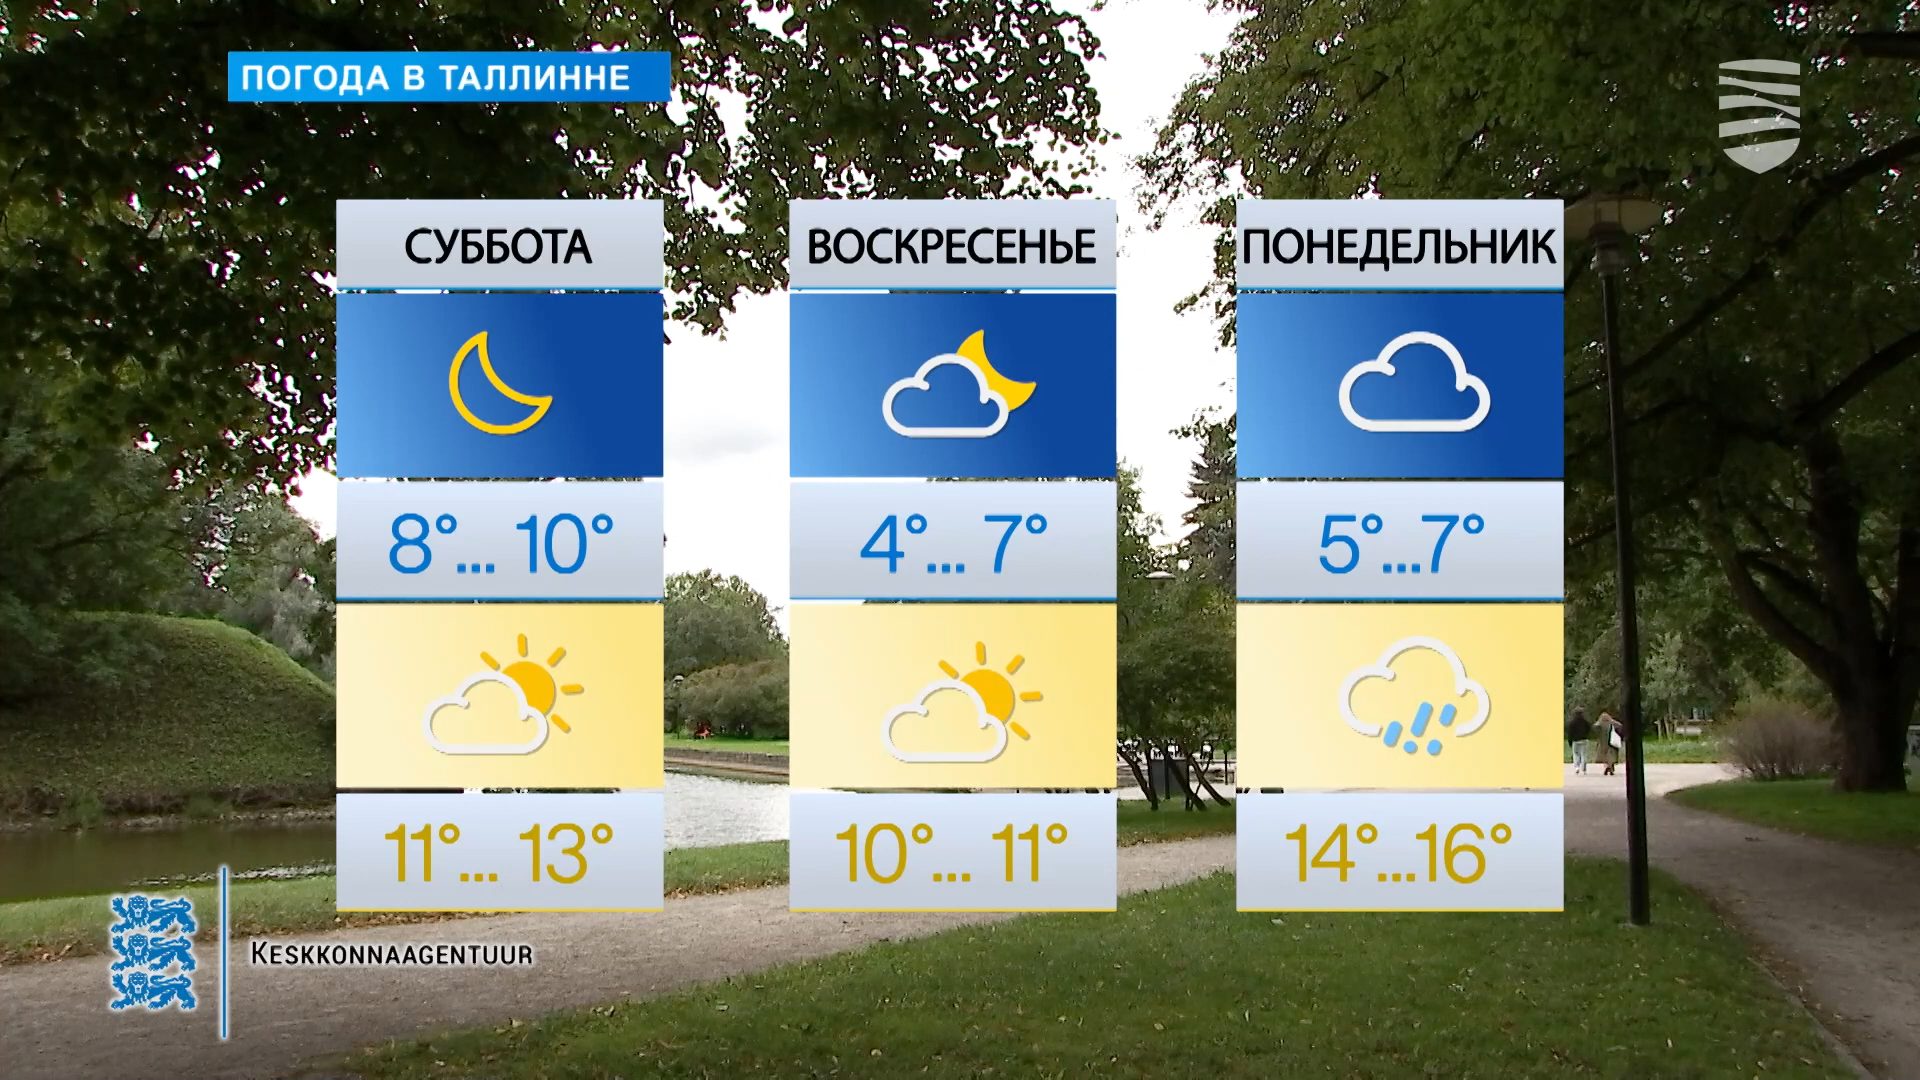 ПОГОДА В ТАЛЛИННЕ
СУББОТА
ВОСКРЕСЕНЬЕ
ПОНЕДЕЛЬНИК
8°... 10°
4°... 7°
5°...7°
11°... 13°
10°... 11°
14°...16°
KESKKONNAAGENTUUR